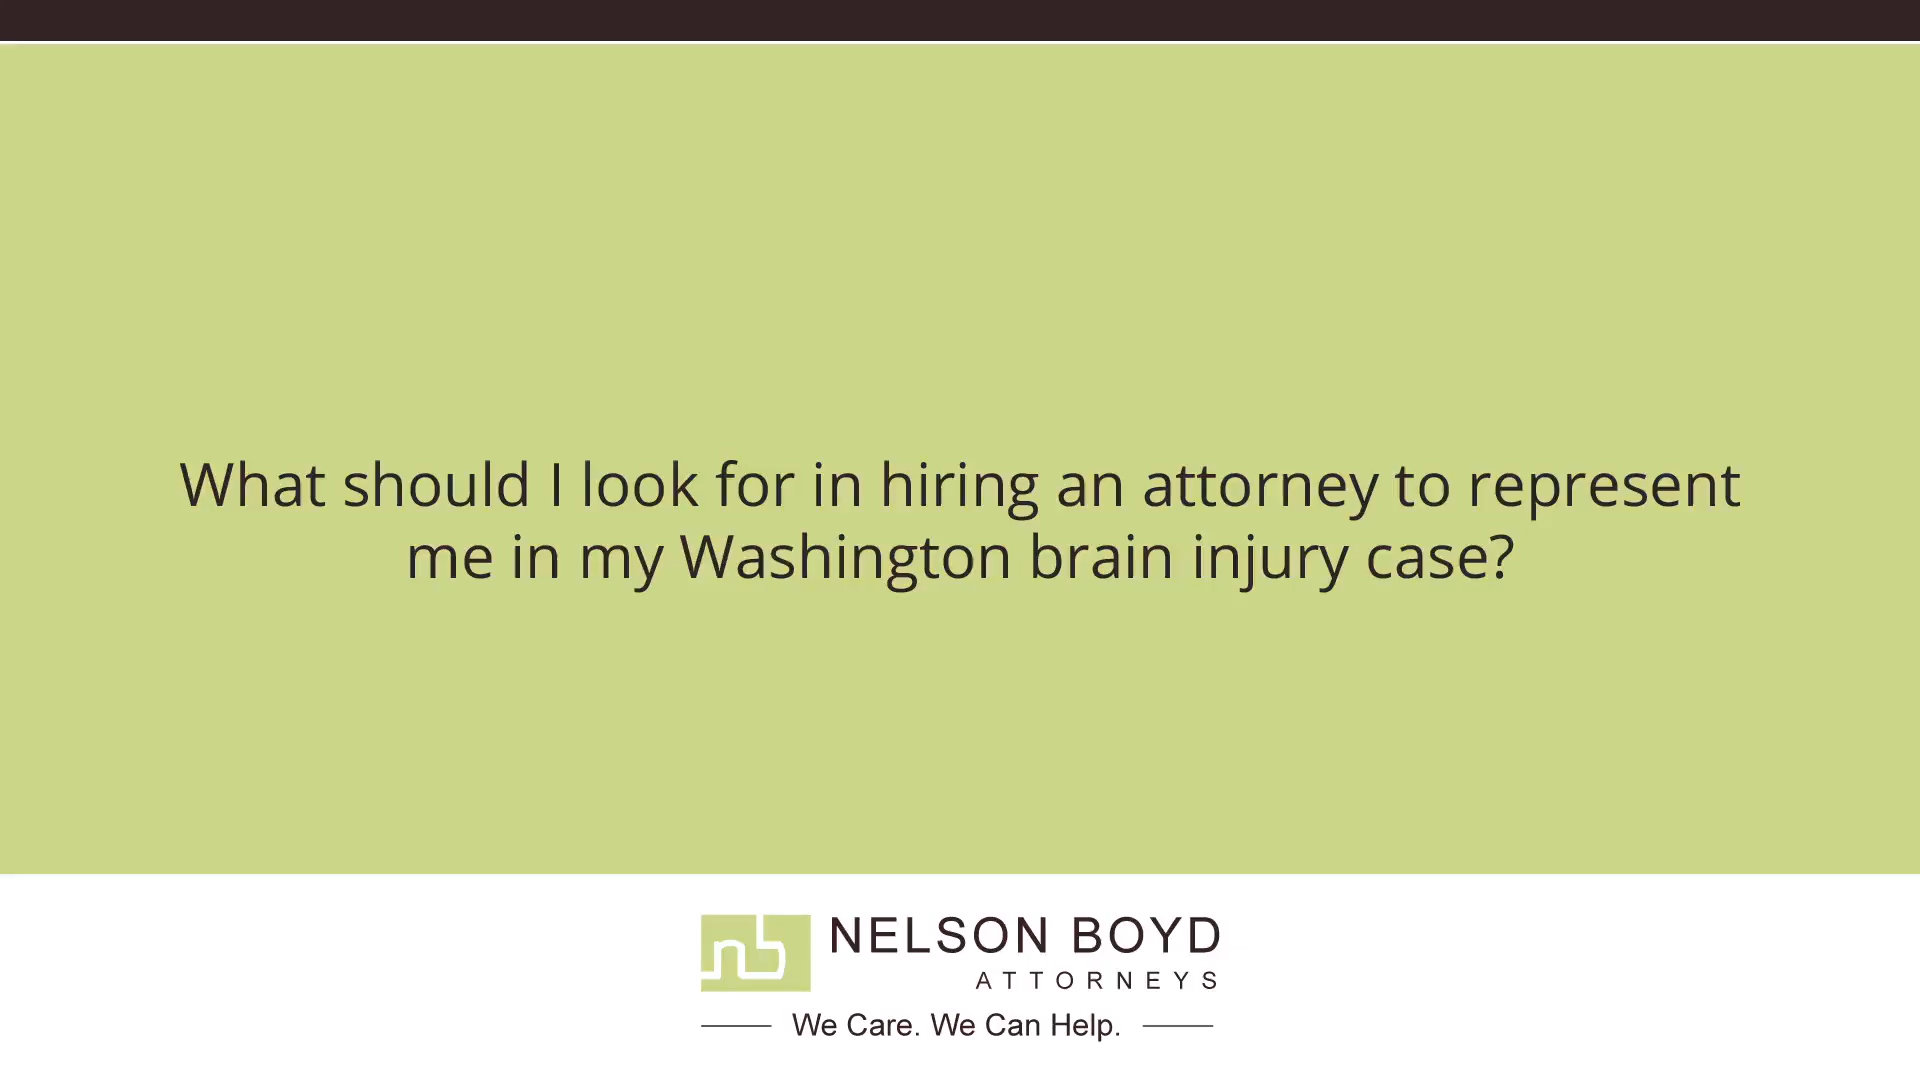 What should I look for in hiring an attorney to represent
me in my Washington brain injury case?
nb
NELSON BOYD
ATTORNEYS
We Care. We Can Help.